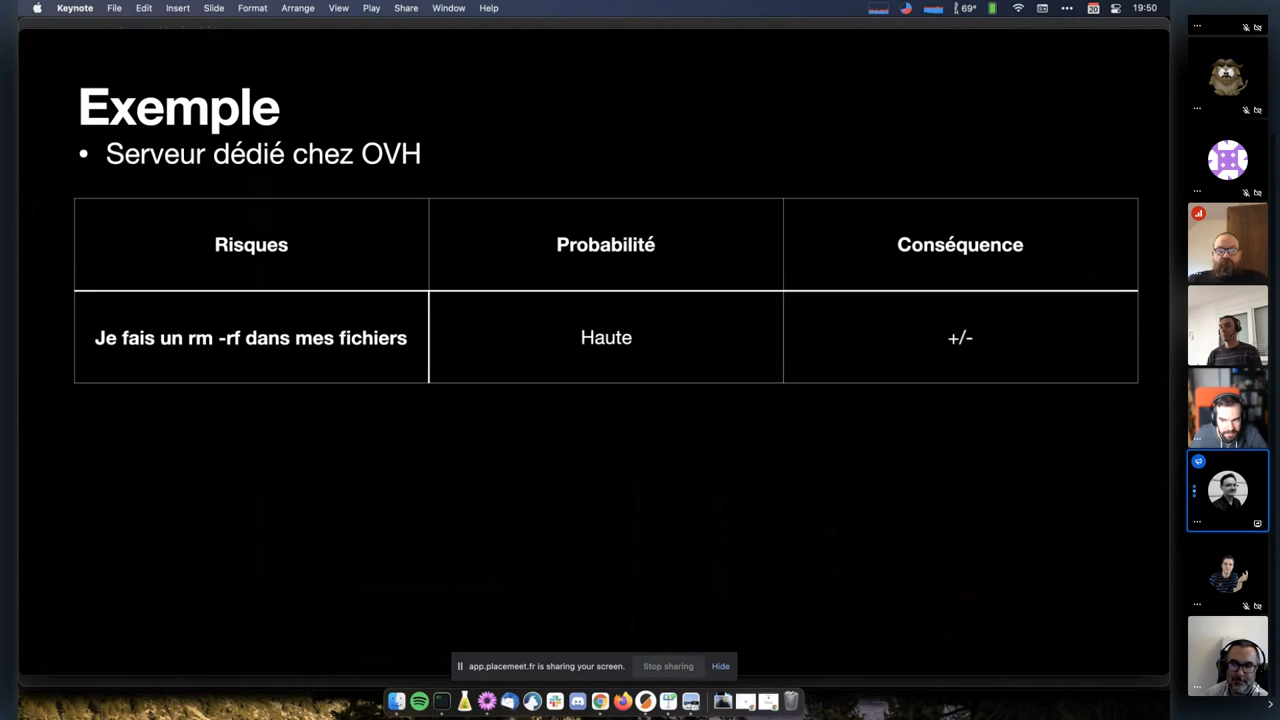 Keynote File Edit Insert Slide Format Arrange View Play Share Window Help 69° 20 19:50
Exemple
• Serveur dédié chez OVH
Risques Probabilité Conséquence
Je fais un rm -rf dans mes fichiers Haute +/-
app.placemeet.fr is sharing your screen. Stop sharing Hide